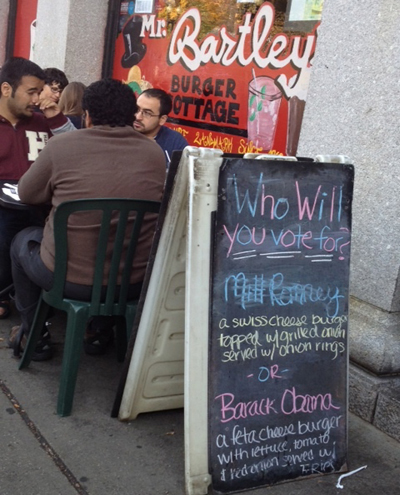 Mr. Bartley
BURGER
COTTAGE
Who Will
you vote for?
Mitt Romney
a swiss cheese burger
topped w/ grilled onion
served w/ onion rings
-OR-
Barack Obama
a feta cheese burger
with lettuce, tomato,
& red onion served w/
FRIES
H